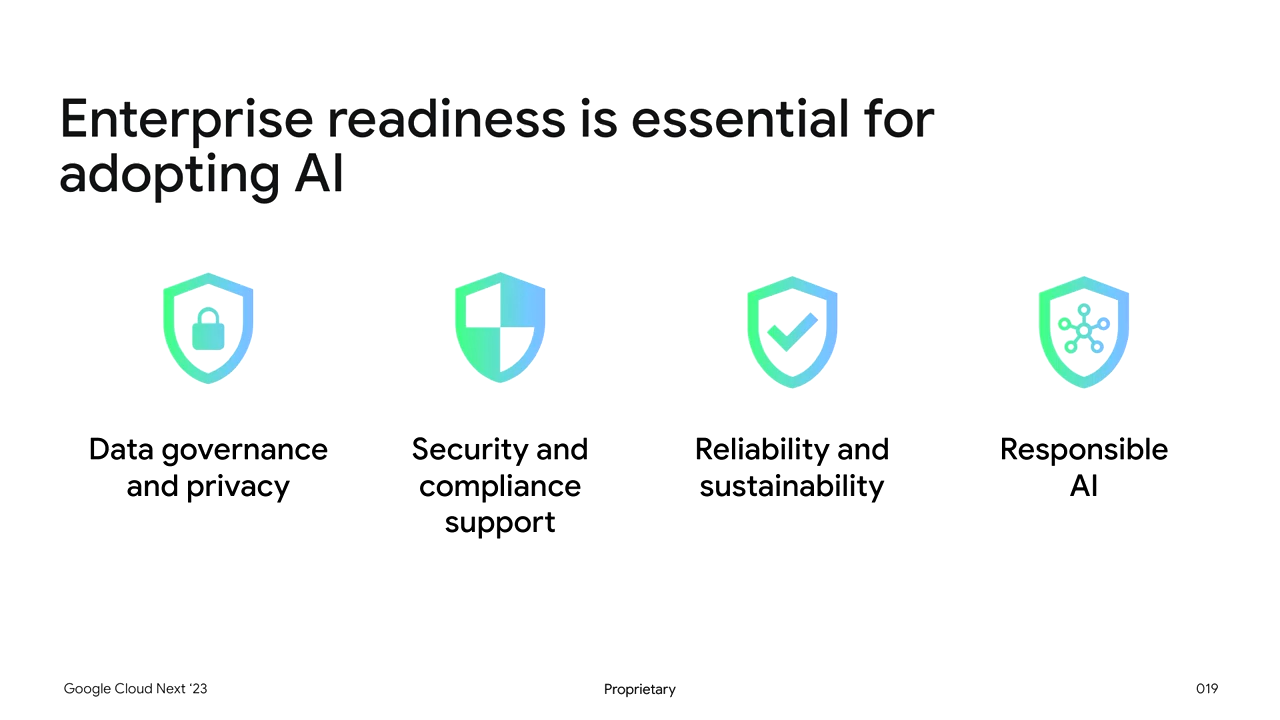 Enterprise readiness is essential for
adopting AI
Data governance
and privacy
Security and
compliance
support
Reliability and
sustainability
Responsible
AI
Google Cloud Next ‘23
Proprietary
019